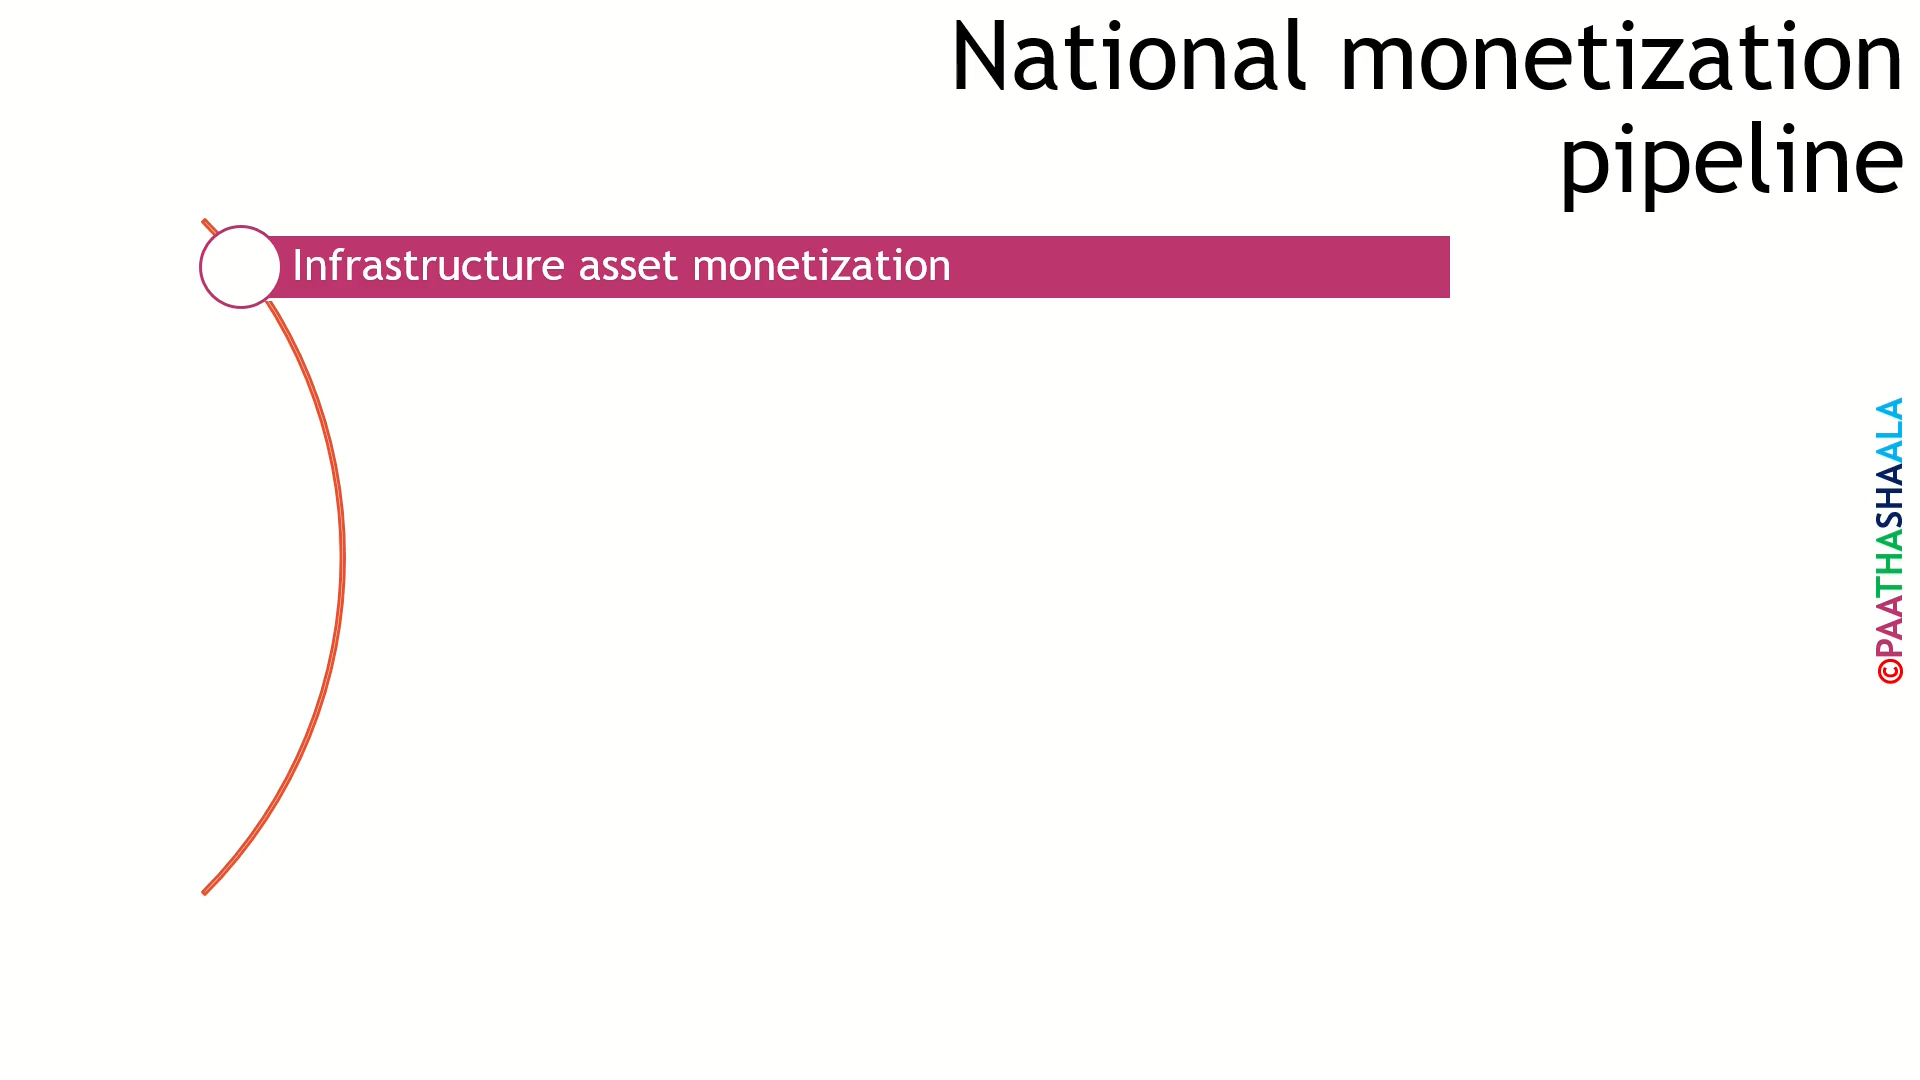 National monetization
pipeline
Infrastructure asset monetization
©PAATHASHAALA